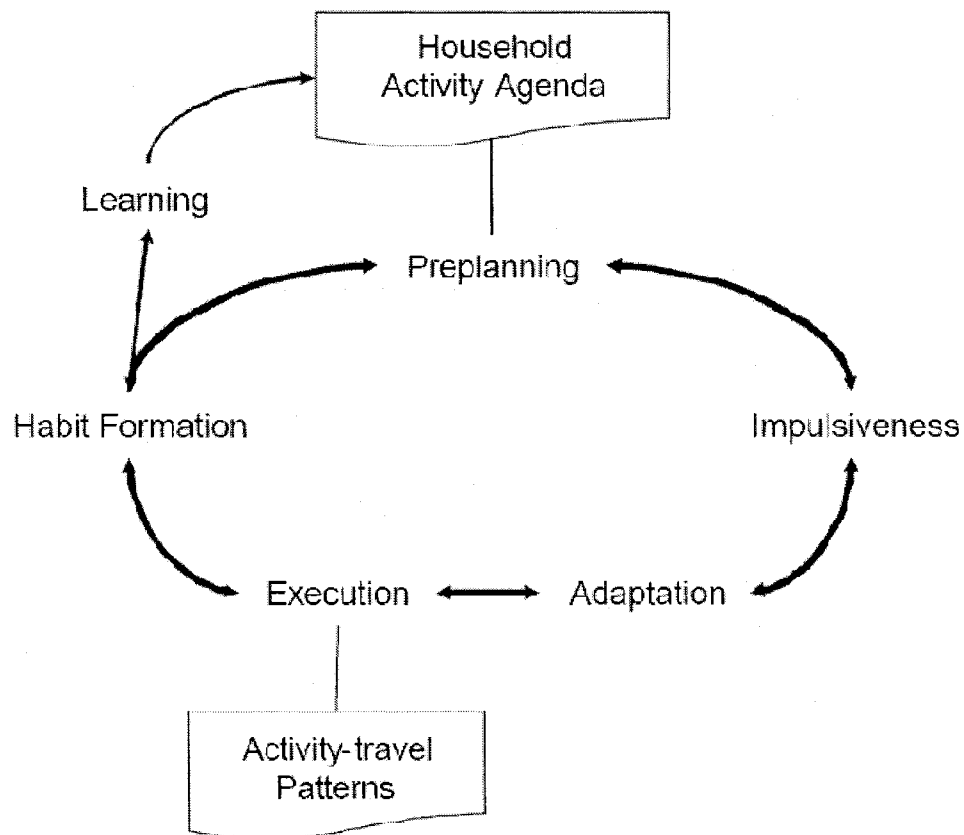 Household
Activity Agenda
Learning
Preplanning
Habit Formation
Impulsiveness
Execution
Adaptation
Activity-travel
Patterns